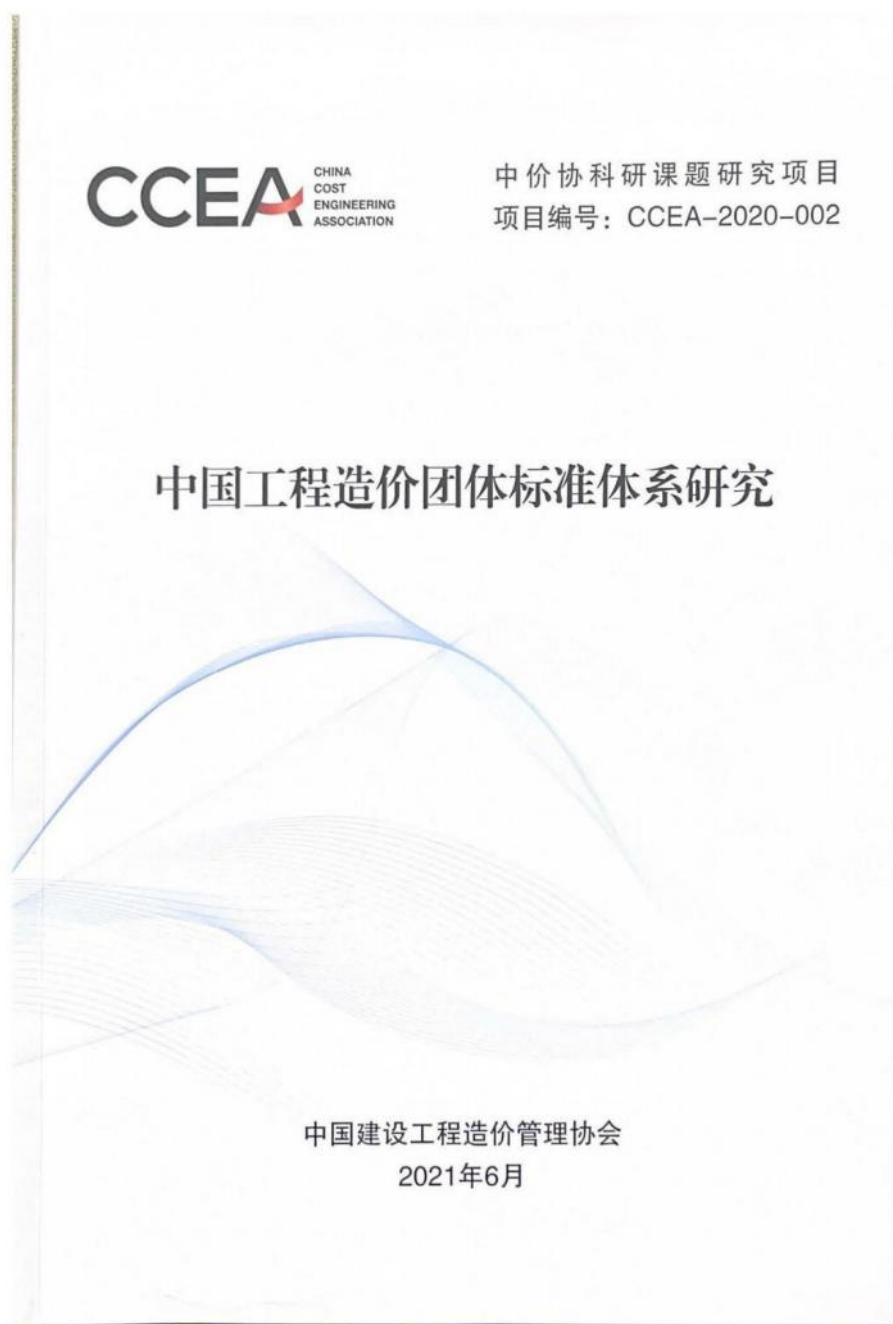 CCEA
CHINA
COST
ENGINEERING
ASSOCIATION
中价协科研课题研究项目
项目编号：CCEA-2020-002
中国工程造价团体标准体系研究
中国建设工程造价管理协会
2021年6月